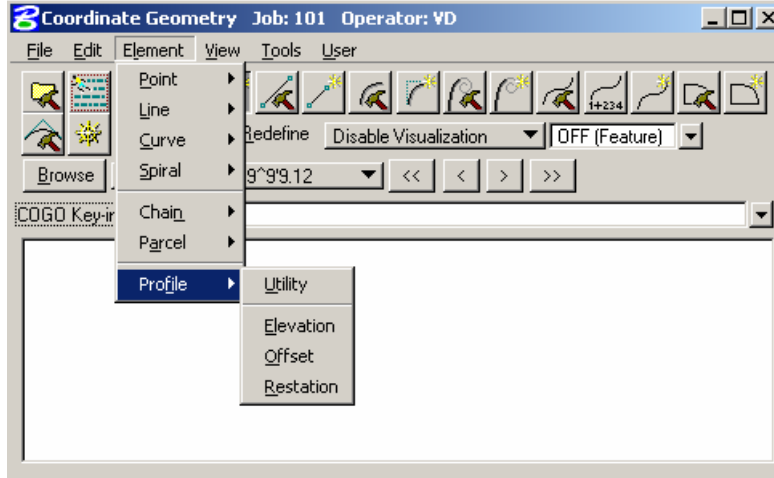 Coordinate Geometry Job: 101 Operator: VD
File Edit Element View Tools User
Point
Line
Curve
Spiral
Chain
Parcel
Profile
1+234
Redefine Disable Visualization OFF (Feature)
Browse 9^9'9.12 << < > >>
COGO Key-in
Utility
Elevation
Offset
Restation